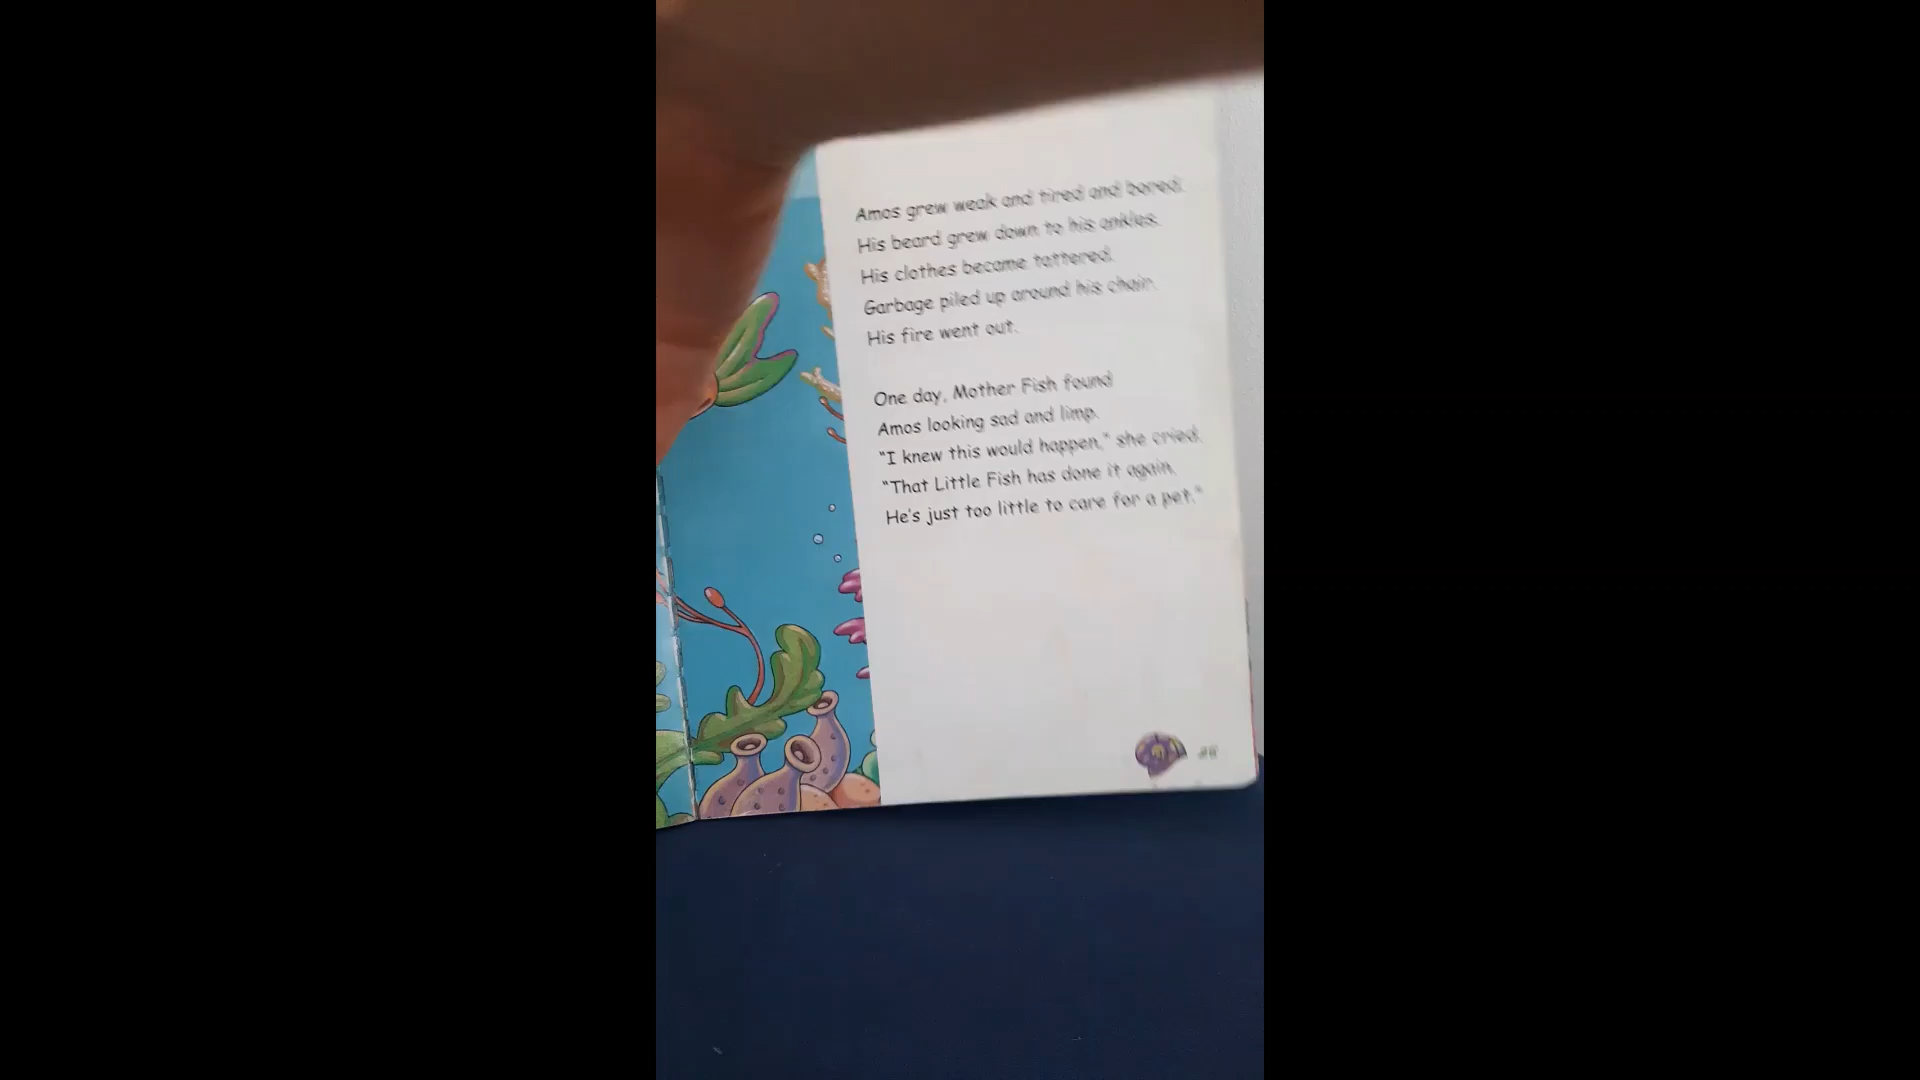 Amos grew weak and tired and bored.
His beard grew down to his ankles.
His clothes became tattered.
Garbage piled up around his chair.
His fire went out.
One day, Mother Fish found
Amos looking sad and limp.
"I knew this would happen," she cried.
"That Little Fish has done it again.
He's just too little to care for a pet."